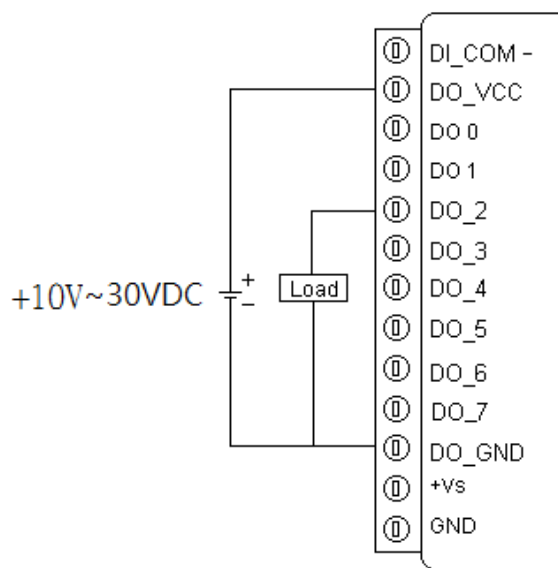 DI_COM -
DO_VCC
DO 0
DO 1
DO_2
DO_3
DO_4
DO_5
DO_6
DO_7
DO_GND
+Vs
GND
+10V~30VDC
+
−
Load